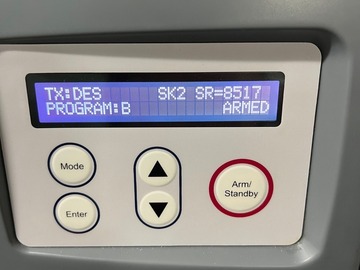 TX:DES SK2 SR=8517
PROGRAM:B ARMED
Mode
Enter
Arm/
Standby